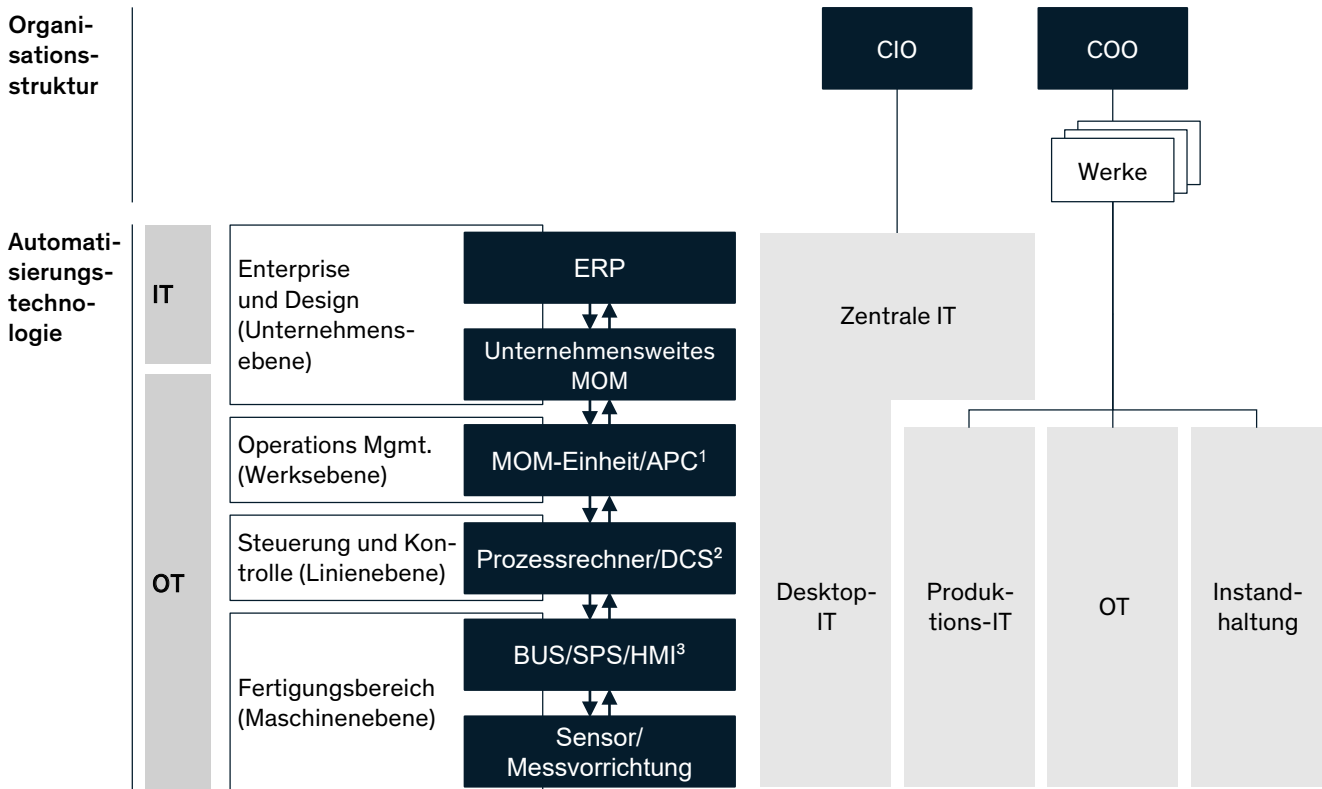 Organi-
sations-
struktur
CIO
COO
Werke
Automati-
sierungs-
techno-
logie
IT
OT
Enterprise
und Design
(Unternehmens-
ebene)
ERP
Unternehmensweites
MOM
Operations Mgmt.
(Werksebene)
MOM-Einheit/APC¹
Steuerung und Kon-
trolle (Linienebene)
Prozessrechner/DCS²
Fertigungsbereich
(Maschinenebene)
BUS/SPS/HMI³
Sensor/
Messvorrichtung
Zentrale IT
Desktop-
IT
Produk-
tions-IT
OT
Instand-
haltung